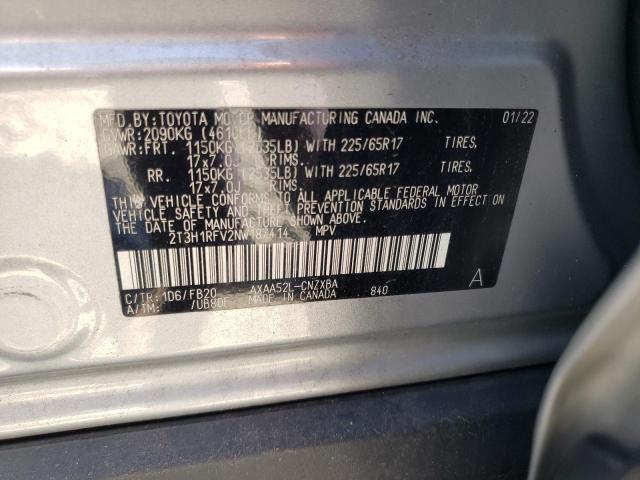 MFD.BY:TOYOTA MOTOR MANUFACTURING CANADA INC. 01/22
GVWR:2090KG (4610LB)
GAWR:FRT. 1150KG (2535LB) WITH 225/65R17 TIRES.
17x7.0J RIMS.
RR. 1150KG (2535LB) WITH 225/65R17 TIRES.
17x7.0J RIMS.
THIS VEHICLE CONFORMS TO ALL APPLICABLE FEDERAL MOTOR
VEHICLE SAFETY AND THEFT PREVENTION STANDARDS IN EFFECT ON
THE DATE OF MANUFACTURE SHOWN ABOVE.
MPV
C/TR: 1D6/FB20 AXAA52L-CNZXBA 840
A/TM: /UB80F MADE IN CANADA A